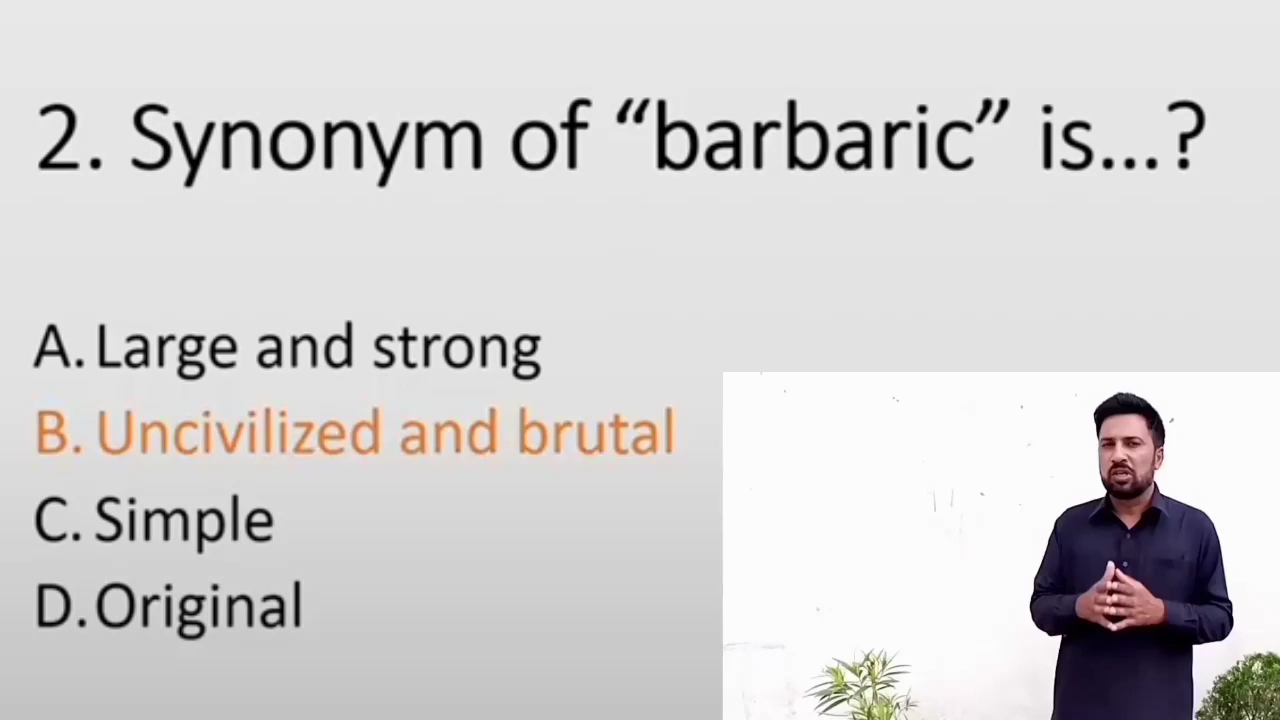 2. Synonym of “barbaric” is...?
A. Large and strong
B. Uncivilized and brutal
C. Simple
D. Original